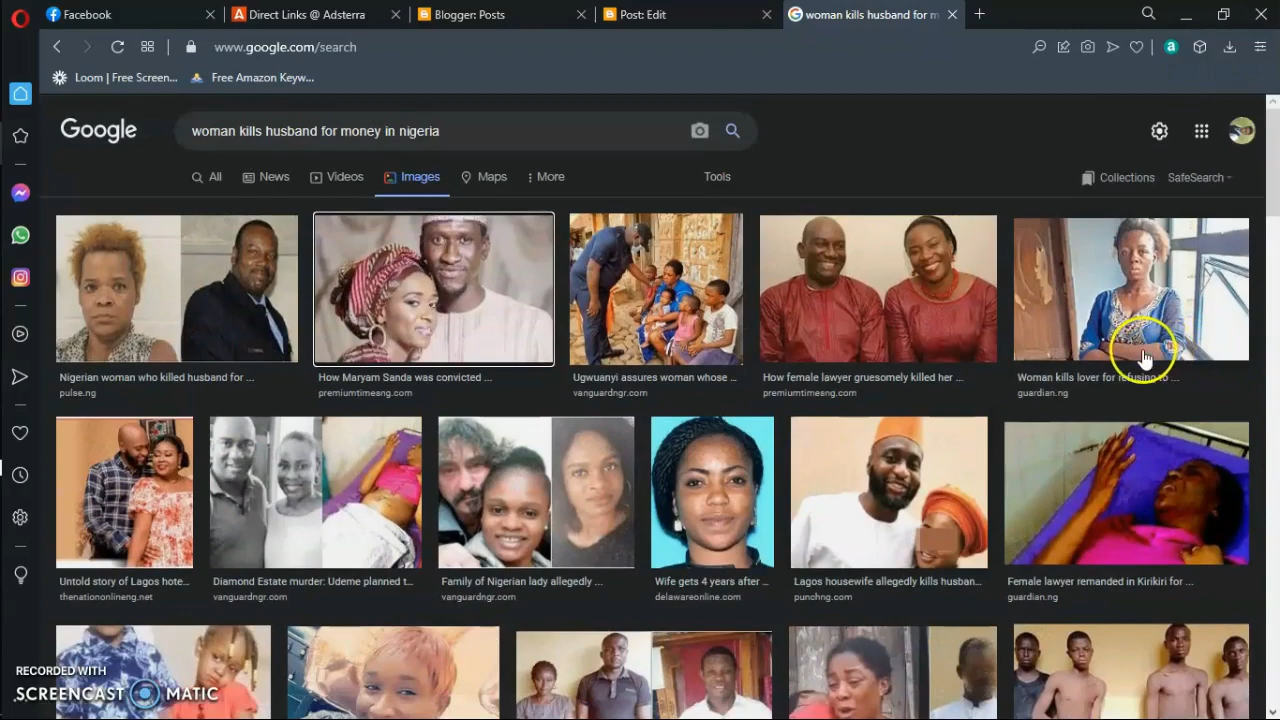 Facebook
Direct Links @ Adsterra
Blogger: Posts
Post: Edit
woman kills husband for m
www.google.com/search
Loom | Free Screen...
Free Amazon Keyw...
Google
woman kills husband for money in nigeria
All
News
Videos
Images
Maps
More
Tools
Collections
SafeSearch
Nigerian woman who killed husband for ...
pulse.ng
How Maryam Sanda was convicted ...
premiumtimesng.com
Ugwuanyi assures woman whose ...
vanguardngr.com
How female lawyer gruesomely killed her ...
premiumtimesng.com
Woman kills lover for refusing to ...
guardian.ng
Untold story of Lagos hote...
thenationonlineng.net
Diamond Estate murder: Udeme planned t...
vanguardngr.com
Family of Nigerian lady allegedly ...
vanguardngr.com
Wife gets 4 years after ...
delawareonline.com
Lagos housewife allegedly kills husban...
punchng.com
Female lawyer remanded in Kirikiri for ...
guardian.ng
RECORDED WITH
SCREENCAST MATIC